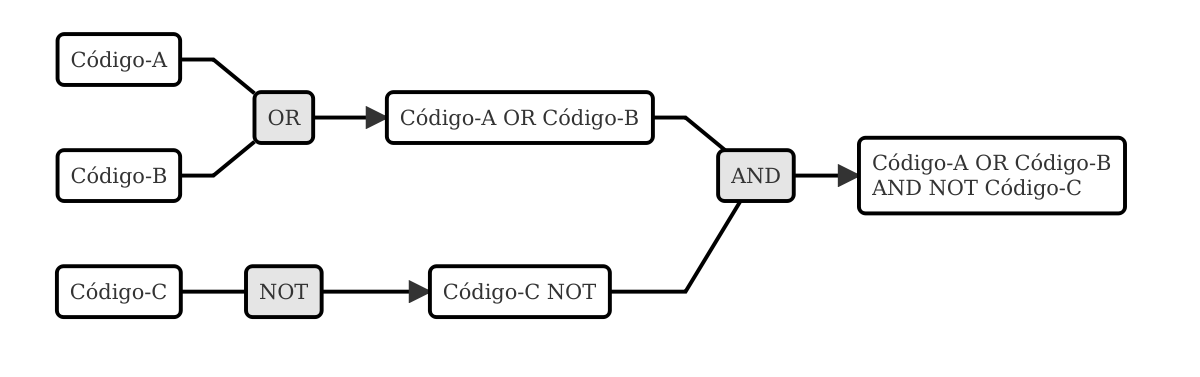 Código-A
OR
Código-A OR Código-B
Código-B
AND
Código-A OR Código-B
AND NOT Código-C
Código-C
NOT
Código-C NOT